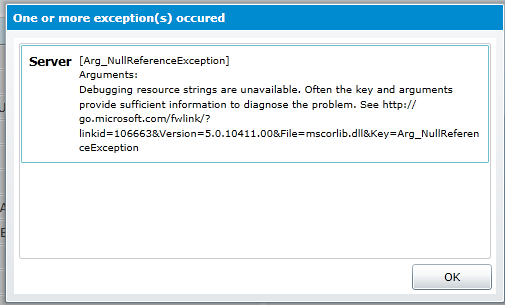 One or more exception(s) occured
Server
[Arg_NullReferenceException]
Arguments:
Debugging resource strings are unavailable. Often the key and arguments
provide sufficient information to diagnose the problem. See http://
go.microsoft.com/fwlink/?
linkid=106663&Version=5.0.10411.00&File=mscorlib.dll&Key=Arg_NullReferen
ceException
OK